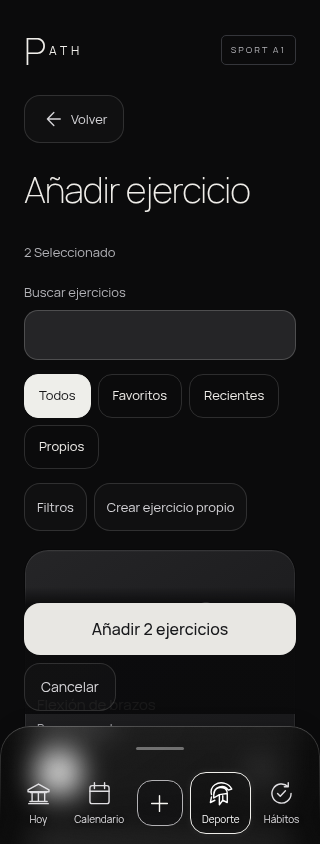 PATH
SPORT A1
Volver
Añadir ejercicio
2 Seleccionado
Buscar ejercicios
Todos Favoritos Recientes
Propios
Filtros Crear ejercicio propio
Añadir 2 ejercicios
Cancelar
Flexión de brazos
Hoy Calendario Deporte Hábitos